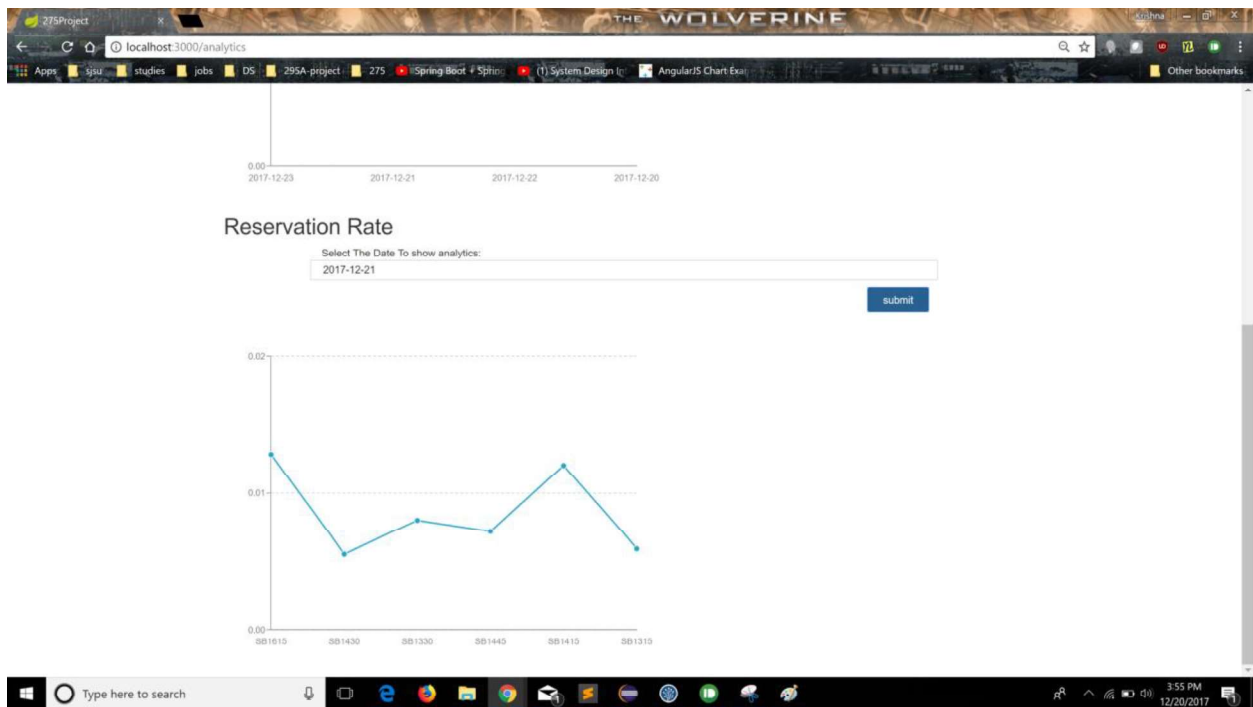 275Project
THE WOLVERINE
Krishna
localhost:3000/analytics
Apps sjsu studies jobs DS 295A-project 275 Spring Boot + Spring (1) System Design In AngularJS Chart Exa Other bookmarks
0.00
2017-12-23 2017-12-21 2017-12-22 2017-12-20
Reservation Rate
Select The Date To show analytics:
2017-12-21
submit
0.02
0.01
0.00
SB1615 SB1430 SB1330 SB1445 SB1415 SB1315
Type here to search
3:55 PM
12/20/2017